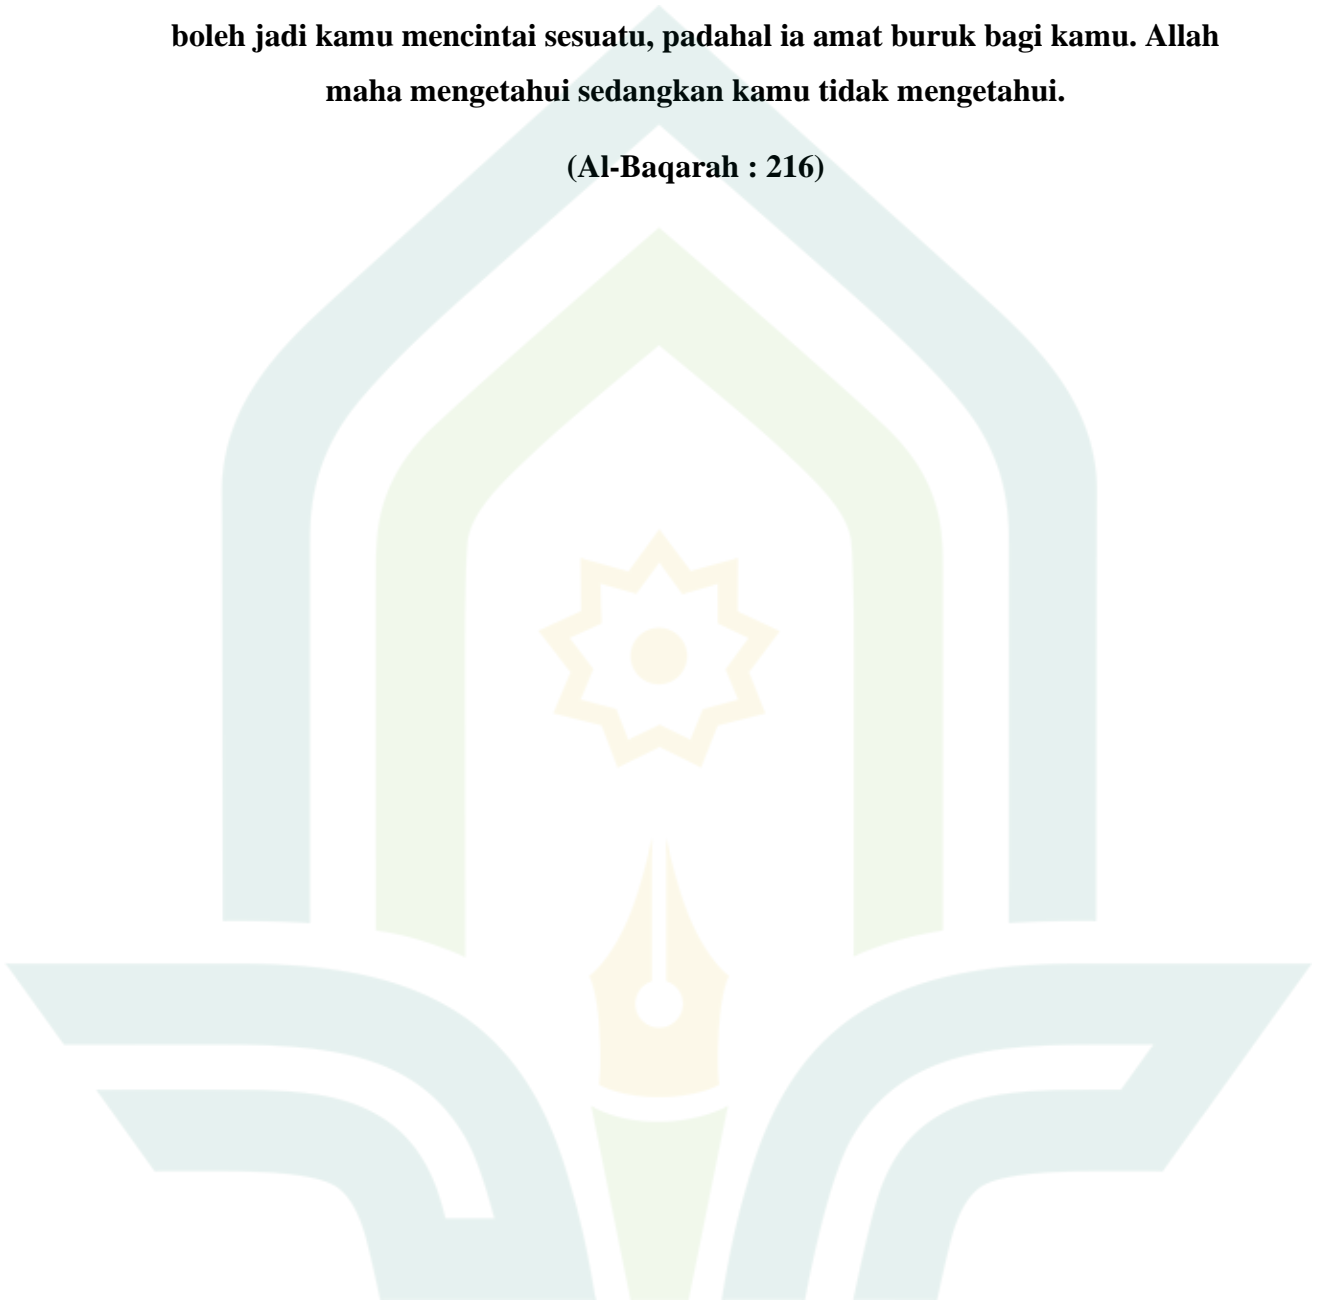 boleh jadi kamu mencintai sesuatu, padahal ia amat buruk bagi kamu. Allah
maha mengetahui sedangkan kamu tidak mengetahui.
(Al-Baqarah : 216)